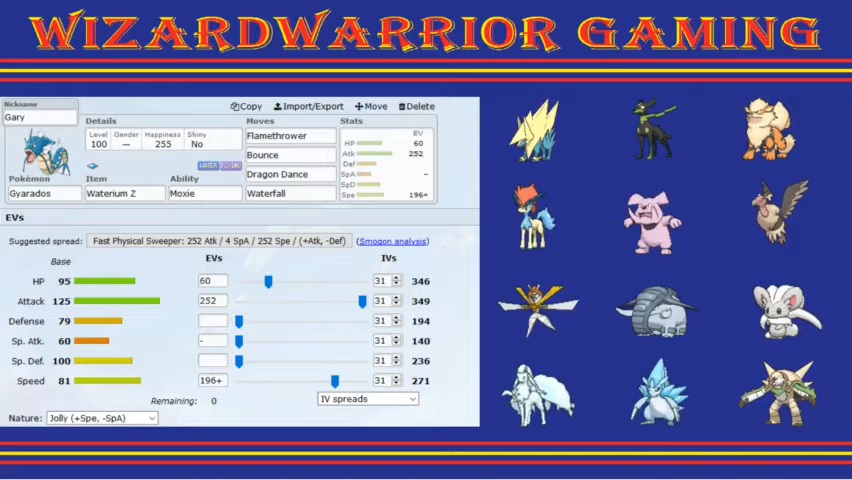 WIZARDWARRIOR GAMING
Nickname
Gary
Copy Import/Export Move Delete
Details
Level Gender Happiness Shiny
100 — 255 No
WATER FLYING
Pokémon Item Ability
Gyarados Waterium Z Moxie
Moves
Flamethrower
Bounce
Dragon Dance
Waterfall
Stats
EV
HP 60
Atk 252
Def
SpA -
SpD
Spe 196+
EVs
Suggested spread: Fast Physical Sweeper: 252 Atk / 4 SpA / 252 Spe / (+Atk, -Def) (Smogon analysis)
Base EVs IVs
HP 95 60 31 346
Attack 125 252 31 349
Defense 79 31 194
Sp. Atk. 60 - 31 140
Sp. Def. 100 31 236
Speed 81 196+ 31 271
Remaining: 0 IV spreads
Nature: Jolly (+Spe, -SpA)